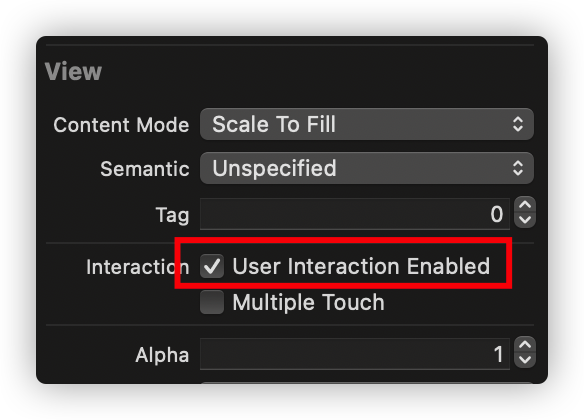 View
Content Mode Scale To Fill
Semantic Unspecified
Tag 0
Interaction User Interaction Enabled
Multiple Touch
Alpha 1